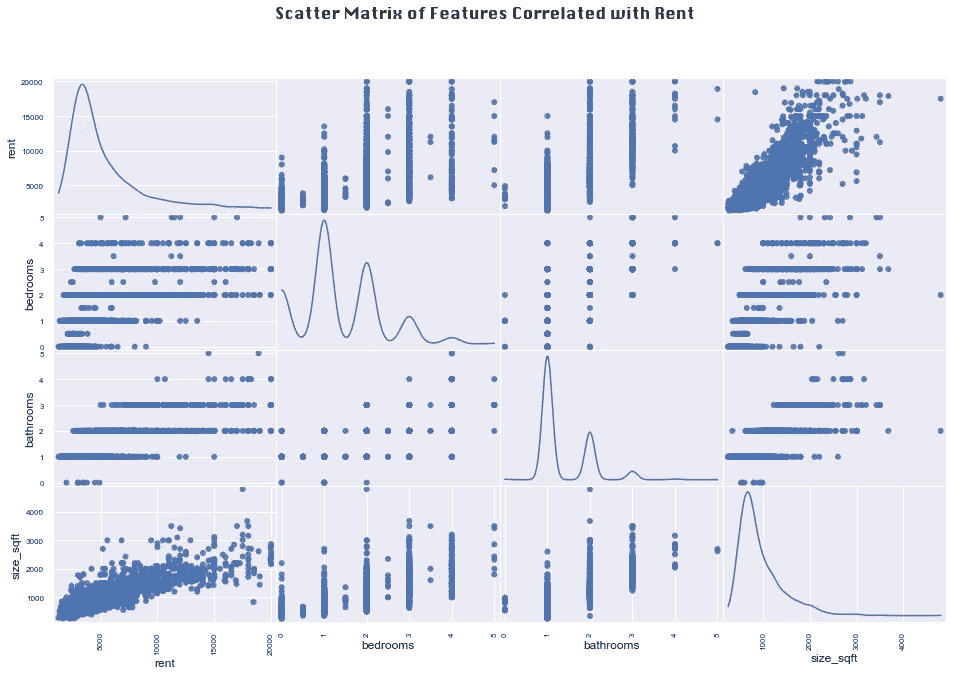 Scatter Matrix of Features Correlated with Rent
20000
15000
10000
5000
rent
5
4
3
2
1
0
bedrooms
5
4
3
2
1
0
bathrooms
4000
3000
2000
1000
size_sqft
5000 10000 15000 20000
rent
0 1 2 3 4 5
bedrooms
0 1 2 3 4 5
bathrooms
1000 2000 3000 4000
size_sqft